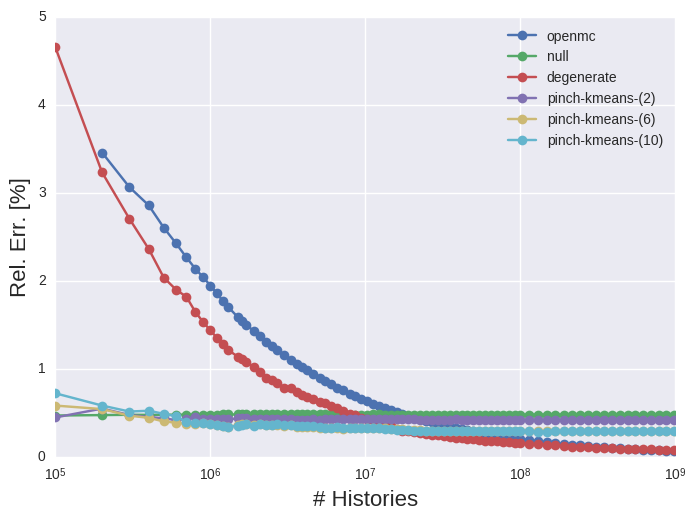 5
4
3
2
1
0
Rel. Err. [%]
openmc
null
degenerate
pinch-kmeans-(2)
pinch-kmeans-(6)
pinch-kmeans-(10)
10⁵ 10⁶ 10⁷ 10⁸ 10⁹
# Histories